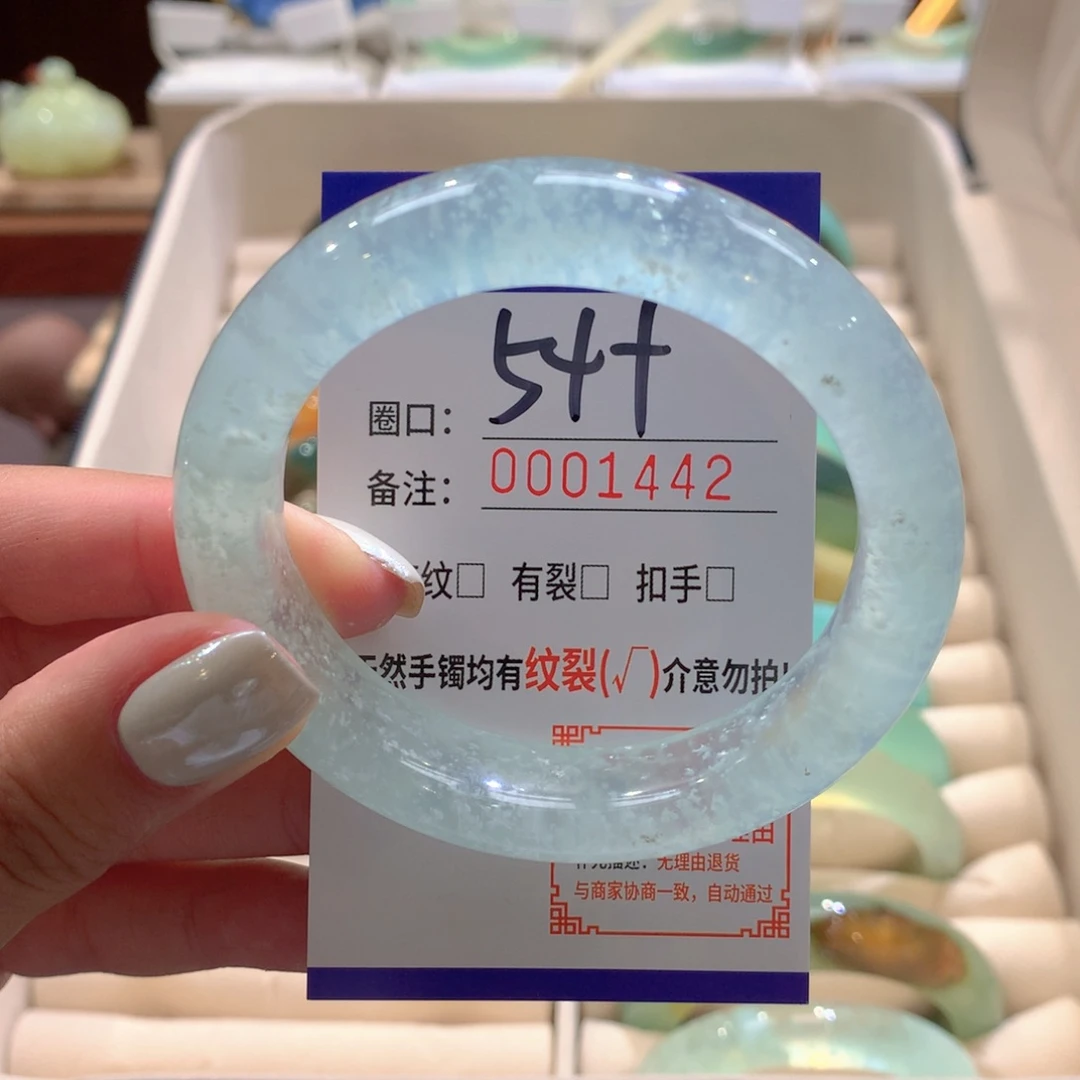 圈口: 54+
备注: 0001442
纹□ 有裂□ 扣手□
天然手镯均有纹裂(√)介意勿拍!
理由
无理由退货
与商家协商一致，自动通过